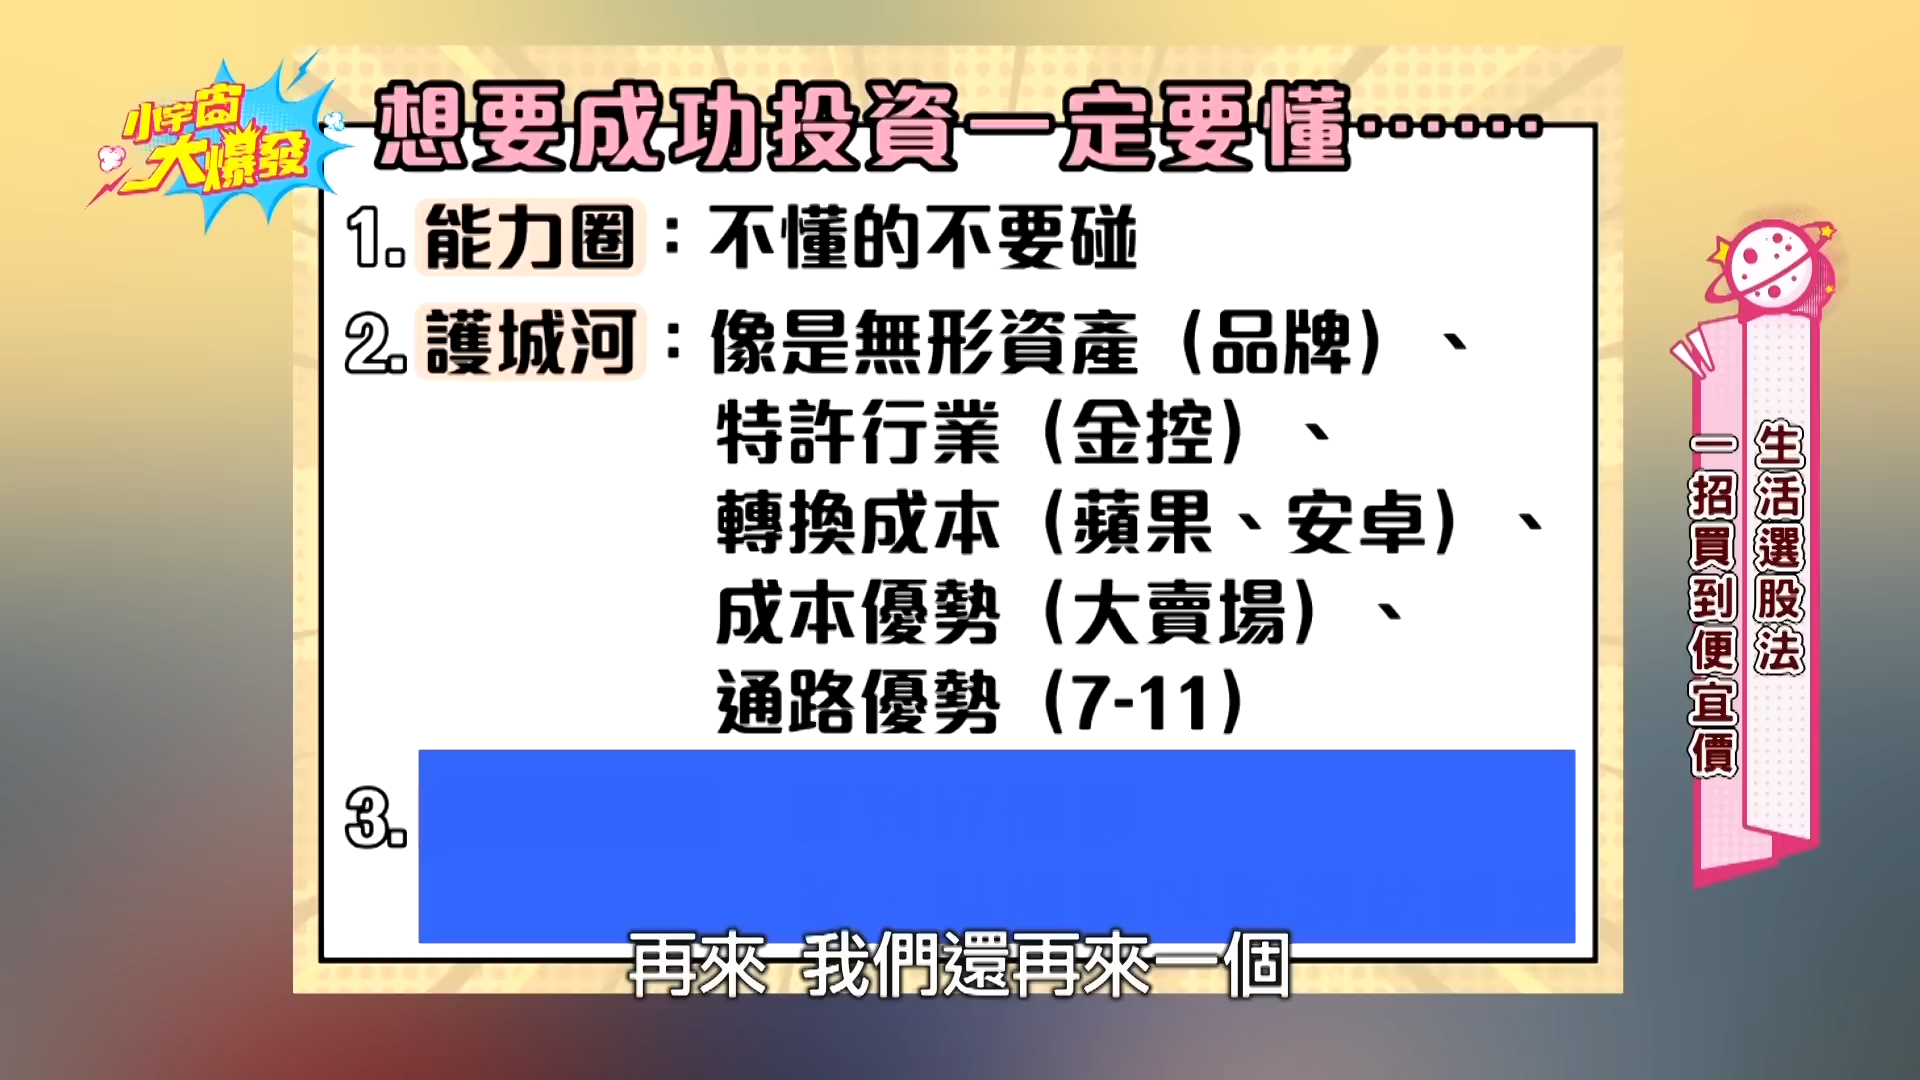 小宇宙
大爆發
想要成功投資一定要懂……
1. 能力圈：不懂的不要碰
2. 護城河：像是無形資產（品牌）、
特許行業（金控）、
轉換成本（蘋果、安卓）、
成本優勢（大賣場）、
通路優勢（7-11）
3.
生活選股法
一招買到便宜價
再來 我們還再來一個